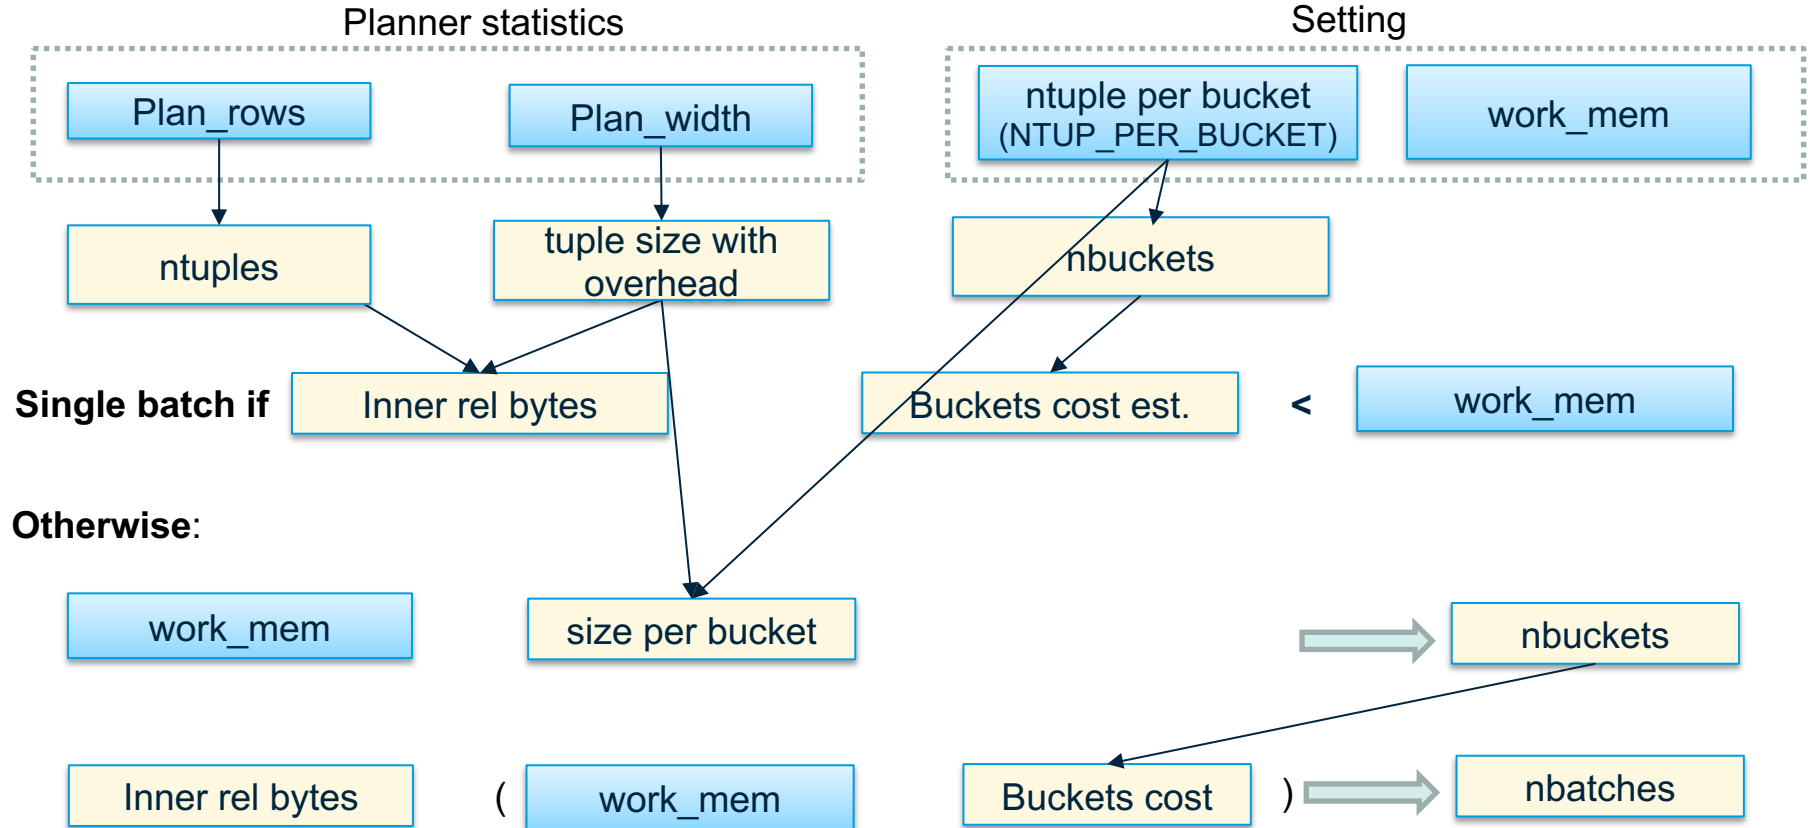 Planner statistics
Setting
Plan_rows
Plan_width
ntuple per bucket
(NTUP_PER_BUCKET)
work_mem
ntuples
tuple size with
overhead
nbuckets
Single batch if
Inner rel bytes
Buckets cost est.
<
work_mem
Otherwise:
work_mem
size per bucket
nbuckets
Inner rel bytes
(
work_mem
Buckets cost
)
nbatches